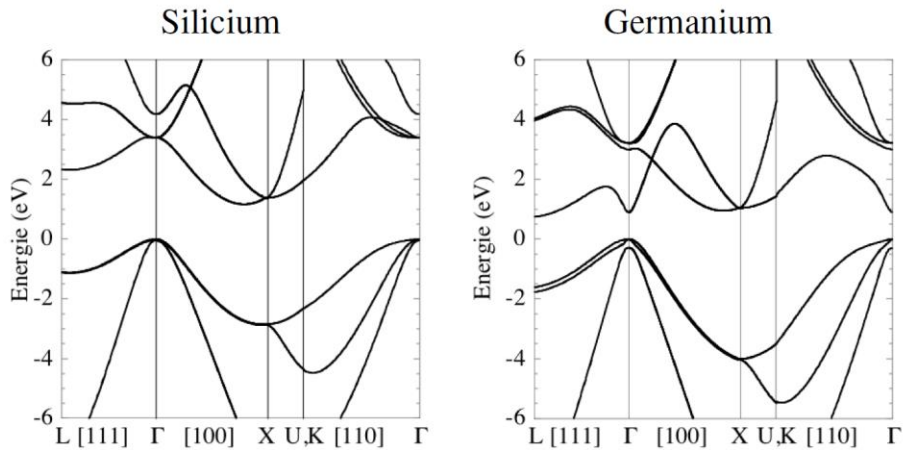 Silicium
Germanium
Energie (eV)
6
4
2
0
-2
-4
-6
L [111] Γ [100] X U,K [110] Γ
Energie (eV)
6
4
2
0
-2
-4
-6
L [111] Γ [100] X U,K [110] Γ